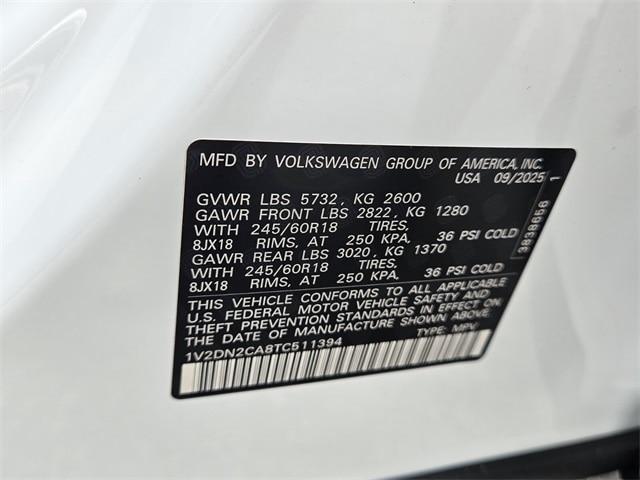 MFD BY VOLKSWAGEN GROUP OF AMERICA, INC.
USA 09/2025
GVWR LBS 5732, KG 2600
GAWR FRONT LBS 2822, KG 1280
WITH 245/60R18 TIRES,
8JX18 RIMS, AT 250 KPA, 36 PSI COLD
GAWR REAR LBS 3020, KG 1370
WITH 245/60R18 TIRES,
8JX18 RIMS, AT 250 KPA, 36 PSI COLD
THIS VEHICLE CONFORMS TO ALL APPLICABLE
U.S. FEDERAL MOTOR VEHICLE SAFETY AND
THEFT PREVENTION STANDARDS IN EFFECT ON
THE DATE OF MANUFACTURE SHOWN ABOVE.
1V2DN2CA8TC511394 TYPE: MPV
3838656 1